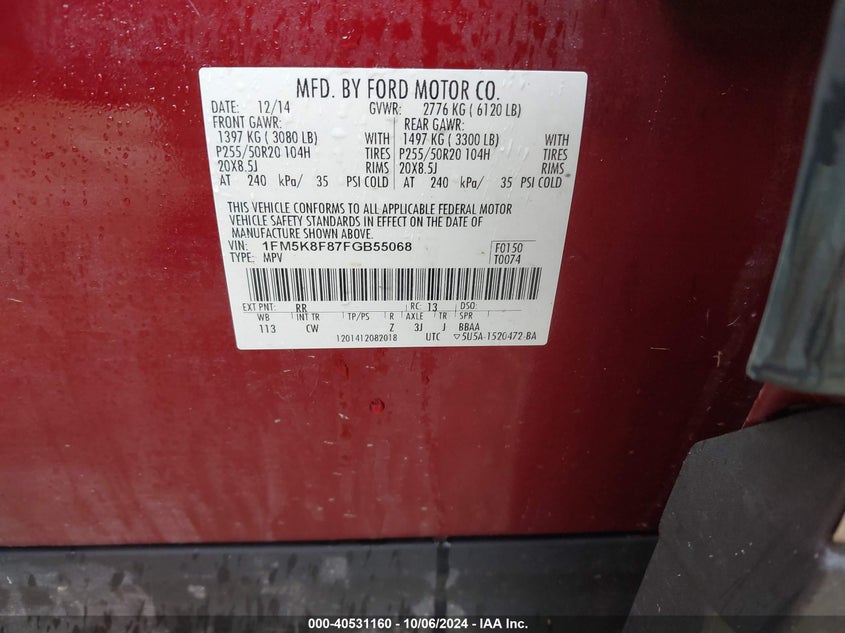 MFD. BY FORD MOTOR CO.
DATE: 12/14 GVWR: 2776 KG ( 6120 LB)
FRONT GAWR: REAR GAWR:
1397 KG ( 3080 LB) WITH 1497 KG ( 3300 LB) WITH
P255/50R20 104H TIRES P255/50R20 104H TIRES
20X8.5J RIMS 20X8.5J RIMS
AT 240 kPa/ 35 PSI COLD AT 240 kPa/ 35 PSI COLD
THIS VEHICLE CONFORMS TO ALL APPLICABLE FEDERAL MOTOR
VEHICLE SAFETY STANDARDS IN EFFECT ON THE DATE OF
MANUFACTURE SHOWN ABOVE.
VIN: 1FM5K8F87FGB55068 F0150
TYPE: MPV T0074
EXT PNT: RR RC: 13 DSO:
WB INT TR TP/PS R AXLE TR SPR
113 CW Z 3J J BBAA
1201412082018 UTC ▽5U5A-1520472-BA
000-40531160 - 10/06/2024 - IAA Inc.